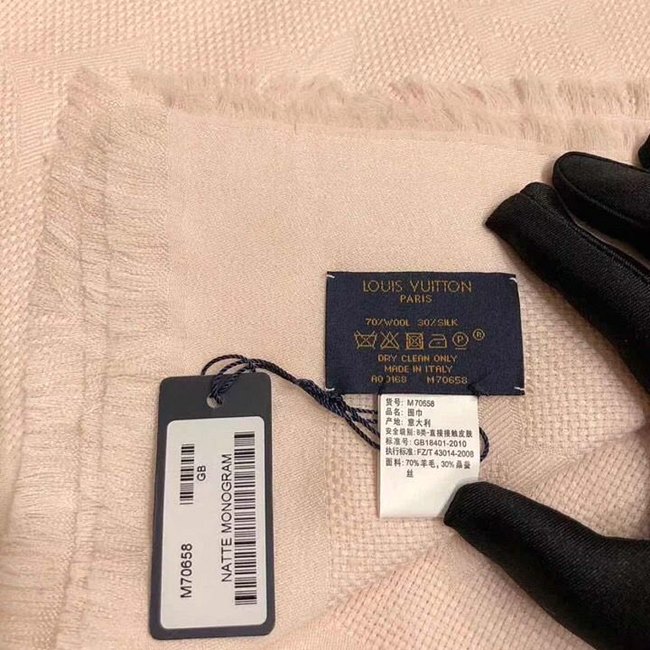 LOUIS VUITTON
PARIS
70%WOOL 30%SILK
DRY CLEAN ONLY
MADE IN ITALY
A00168 M70658
货号: M70658
品名: 围巾
产地: 意大利
安全级别: B类-直接接触皮肤
标准号: GB18401-2010
执行标准: FZ/T 43014-2008
面料: 70%羊毛, 30%桑蚕
丝
M70658
GB
NATTE MONOGRAM